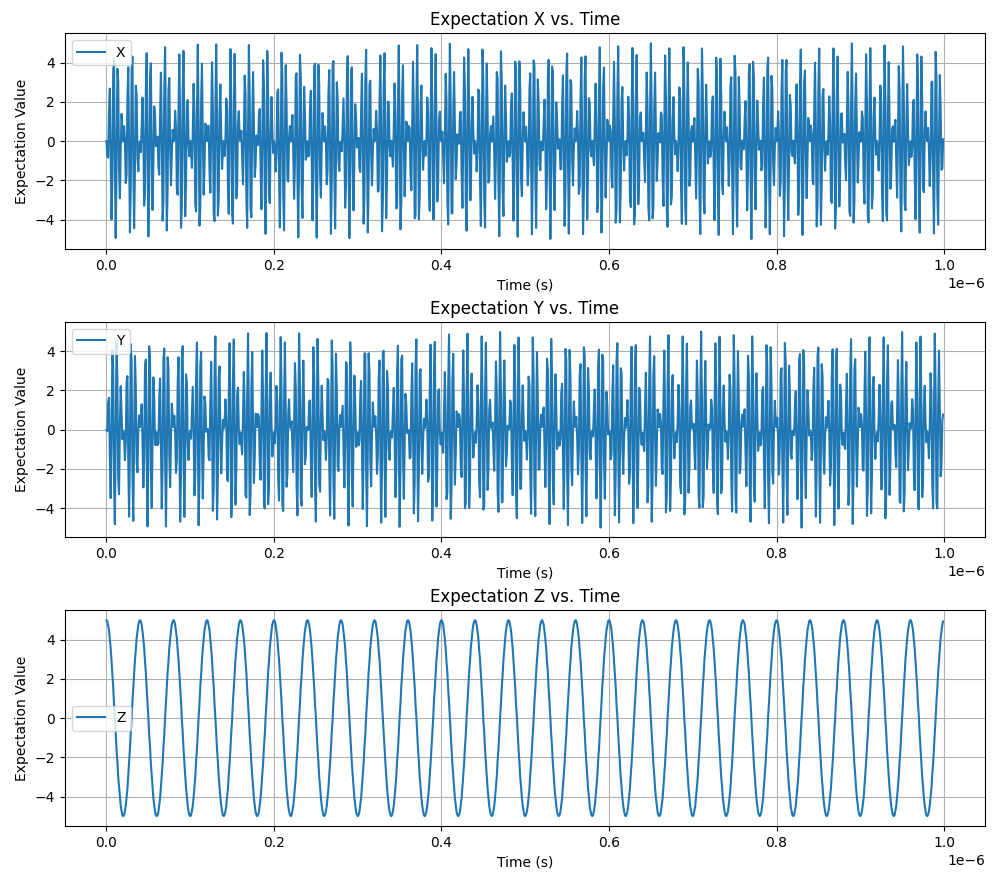 Expectation X vs. Time
X
Expectation Value
4
2
0
−2
−4
0.0 0.2 0.4 0.6 0.8 1.0
1e−6
Time (s)
Expectation Y vs. Time
Y
Expectation Value
4
2
0
−2
−4
0.0 0.2 0.4 0.6 0.8 1.0
1e−6
Time (s)
Expectation Z vs. Time
Z
Expectation Value
4
2
0
−2
−4
0.0 0.2 0.4 0.6 0.8 1.0
1e−6
Time (s)